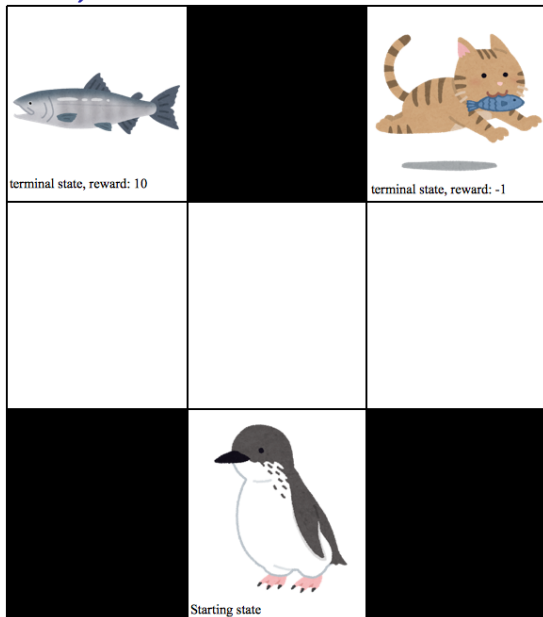 terminal state, reward: 10
terminal state, reward: -1
Starting state